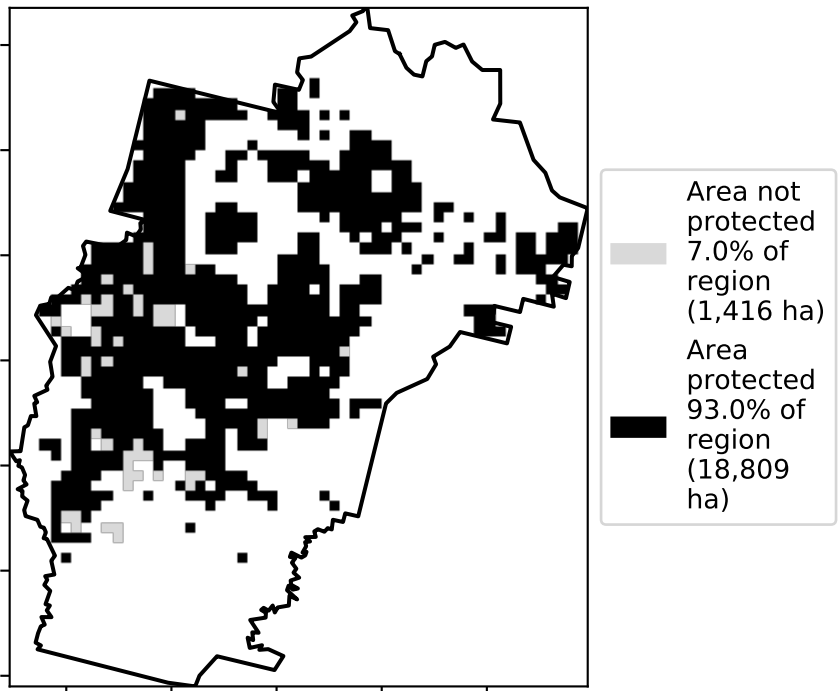 Area not
protected
7.0% of
region
(1,416 ha)
Area
protected
93.0% of
region
(18,809
ha)